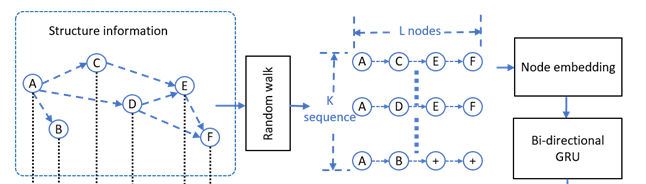 Structure information
A
C
D
E
B
F
Random walk
L nodes
K
sequence
A C E F
A D E F
A B + +
Node embedding
Bi-directional
GRU